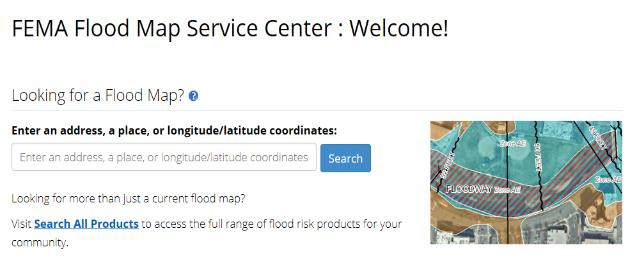 FEMA Flood Map Service Center : Welcome!
Looking for a Flood Map?
Enter an address, a place, or longitude/latitude coordinates:
Enter an address, a place, or longitude/latitude coordinates
Search
Looking for more than just a current flood map?
Visit Search All Products to access the full range of flood risk products for your
community.
Zone AE
FLOODWAY Zone AE
Zone AE